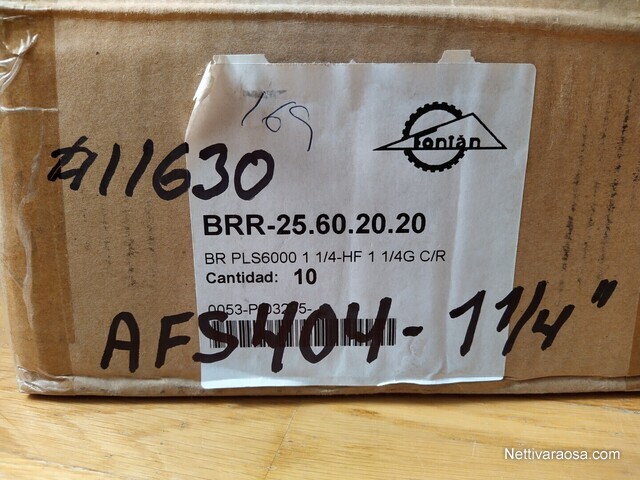 169
Ionián
#11630
BRR-25.60.20.20
BR PLS6000 1 1/4-HF 1 1/4G C/R
Cantidad: 10
AFS404-1 1/4"
Nettivaraosa.com